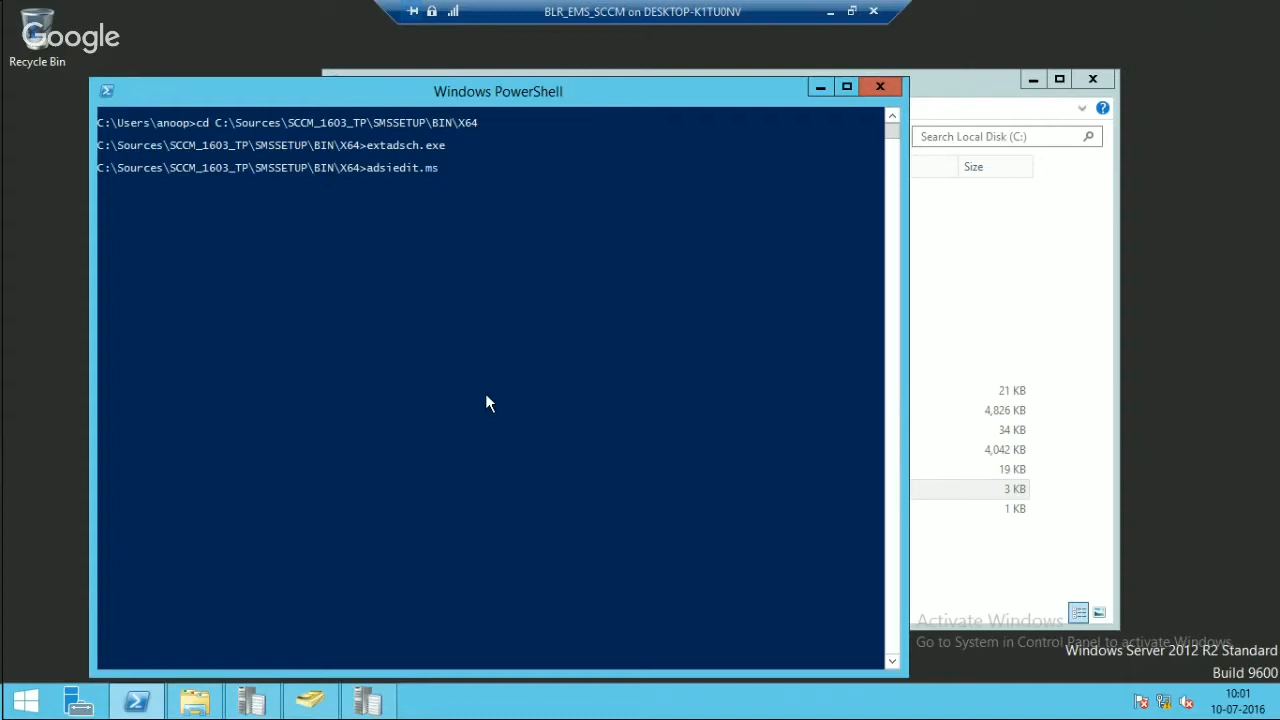 BLR_EMS_SCCM on DESKTOP-K1TU0NV
Google
Recycle Bin
Windows PowerShell
C:\Users\anoop>cd C:\Sources\SCCM_1603_TP\SMSSETUP\BIN\X64
C:\Sources\SCCM_1603_TP\SMSSETUP\BIN\X64>extadsch.exe
C:\Sources\SCCM_1603_TP\SMSSETUP\BIN\X64>adsiedit.ms
Search Local Disk (C:)
Size
21 KB
4,826 KB
34 KB
4,042 KB
19 KB
3 KB
1 KB
Activate Windows
Go to System in Control Panel to activate Windows.
Windows Server 2012 R2 Standard
Build 9600
10:01
10-07-2016